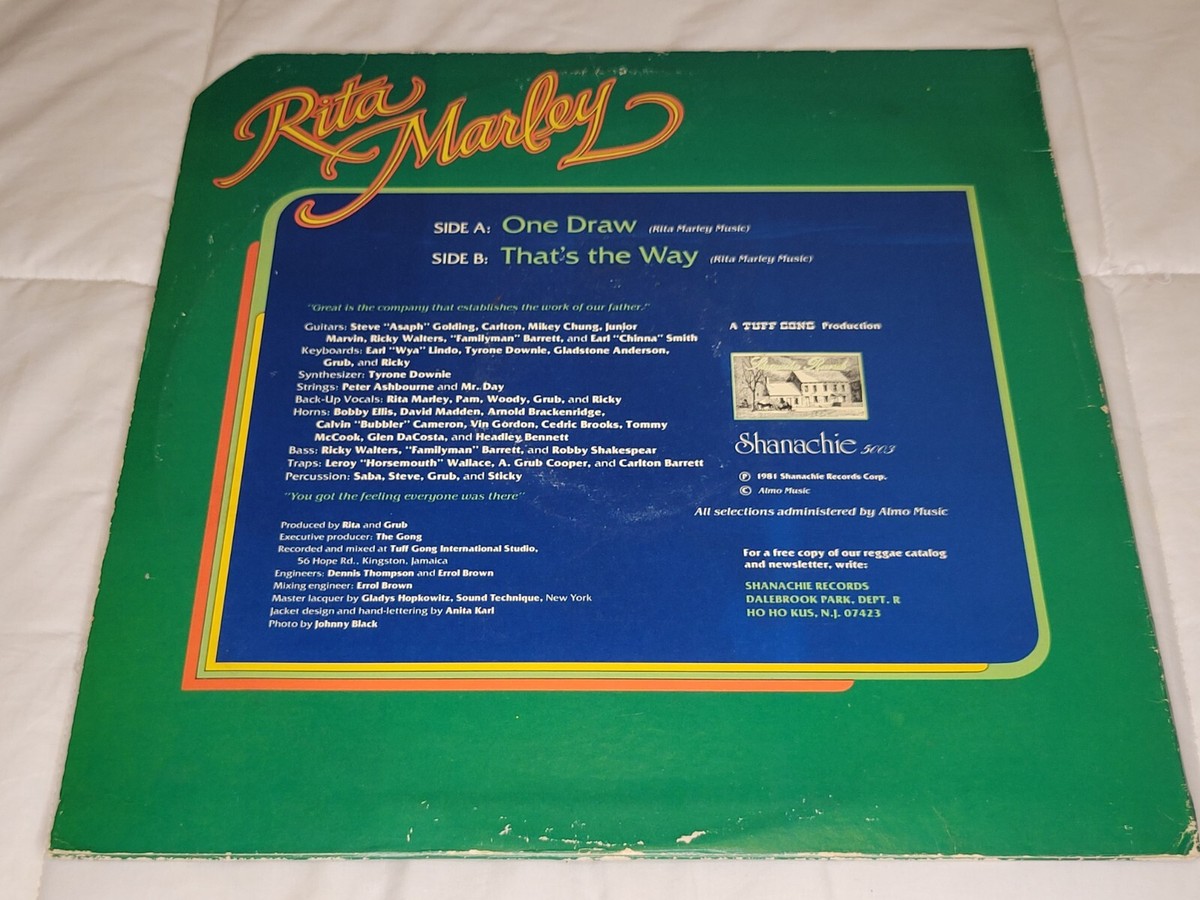 Rita Marley
SIDE A: One Draw (Rita Marley Music)
SIDE B: That's the Way (Rita Marley Music)
"Great is the company that establishes the work of our father."
Guitars: Steve "Asaph" Golding, Carlton, Mikey Chung, Junior
Marvin, Ricky Walters, "Familyman" Barrett, and Earl "Chinna" Smith
Keyboards: Earl "Wya" Lindo, Tyrone Downie, Gladstone Anderson,
Grub, and Ricky
Synthesizer: Tyrone Downie
Strings: Peter Ashbourne and Mr. Day
Back-Up Vocals: Rita Marley, Pam, Woody, Grub, and Ricky
Horns: Bobby Ellis, David Madden, Arnold Brackenridge,
Calvin "Bubbler" Cameron, Vin Gordon, Cedric Brooks, Tommy
McCook, Glen DaCosta, and Headley Bennett
Bass: Ricky Walters, "Familyman" Barrett, and Robby Shakespear
Traps: Leroy "Horsemouth" Wallace, A. Grub Cooper, and Carlton Barrett
Percussion: Saba, Steve, Grub, and Sticky
"You got the feeling everyone was there"
Produced by Rita and Grub
Executive producer: The Gong
Recorded and mixed at Tuff Gong International Studio,
56 Hope Rd., Kingston, Jamaica
Engineers: Dennis Thompson and Errol Brown
Mixing engineer: Errol Brown
Master lacquer by Gladys Hopkowitz, Sound Technique, New York
Jacket design and hand-lettering by Anita Karl
Photo by Johnny Black
A TUFF GONG Production
Shanachie 5003
℗ 1981 Shanachie Records Corp.
© Almo Music
All selections administered by Almo Music
For a free copy of our reggae catalog
and newsletter, write:
SHANACHIE RECORDS
DALEBROOK PARK, DEPT. R
HO HO KUS, N.J. 07423